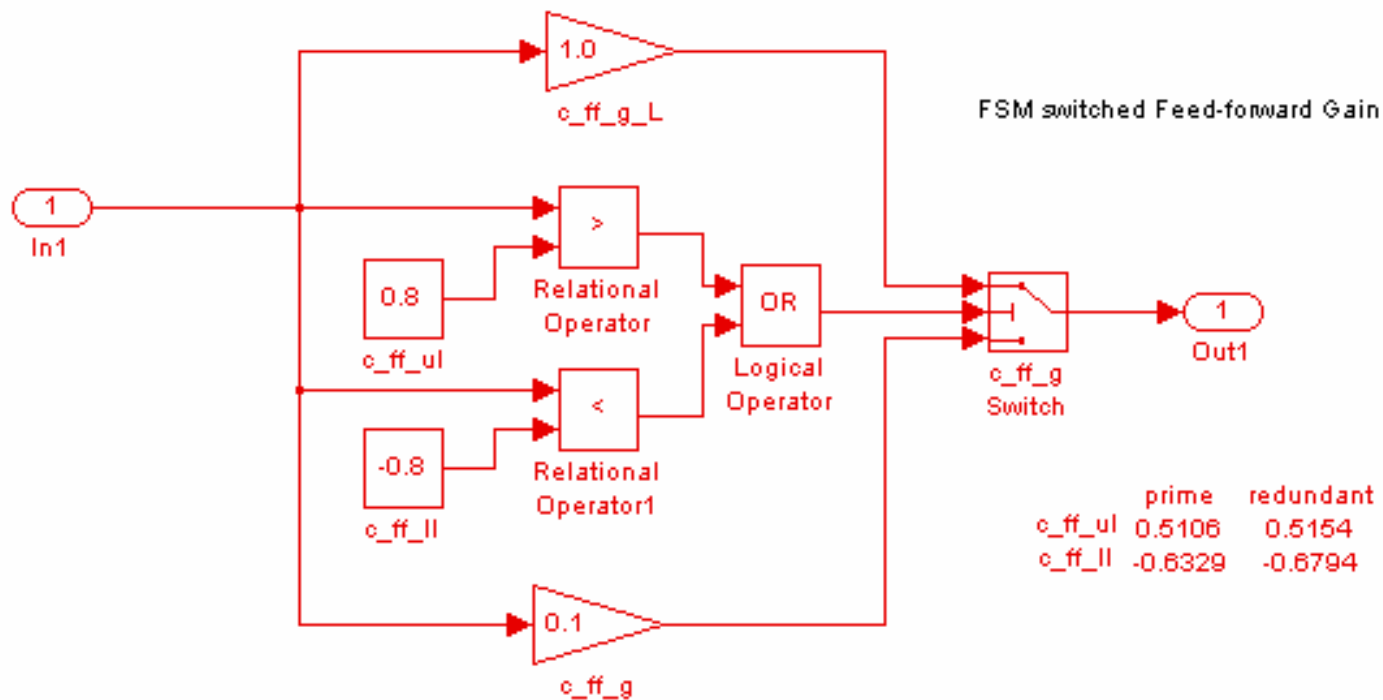 1.0
c_ff_g_L
FSM switched Feed-forward Gain
1
In1
>
0.8
Relational
Operator
c_ff_ul
OR
Logical
Operator
1
Out1
c_ff_g
Switch
<
-0.8
Relational
Operator1
c_ff_ll
prime redundant
c_ff_ul 0.5106 0.5154
c_ff_ll -0.6329 -0.6794
0.1
c_ff_g